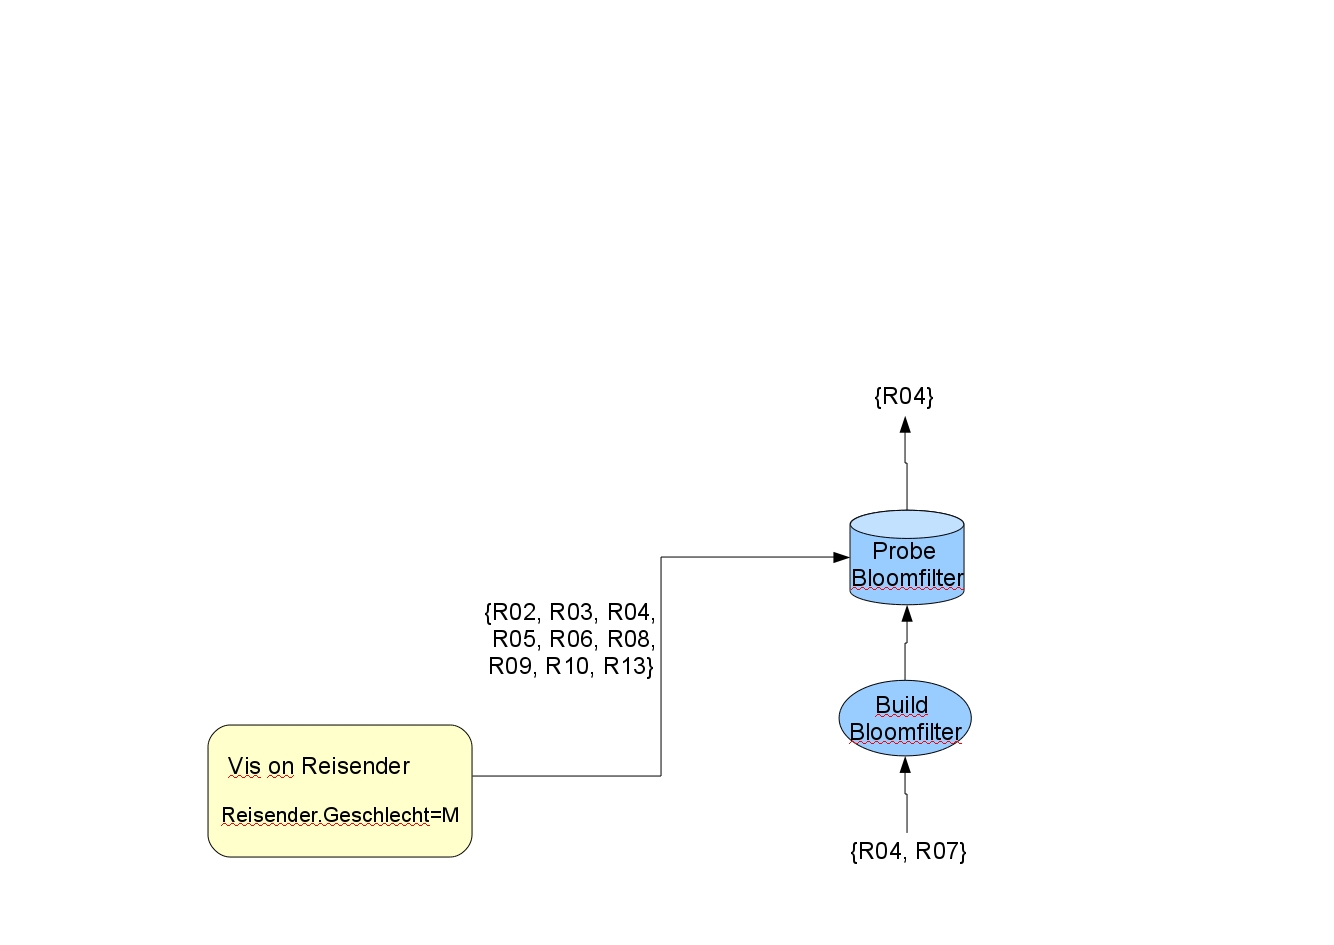 {R04}
Probe
Bloomfilter
{R02, R03, R04,
R05, R06, R08,
R09, R10, R13}
Build
Bloomfilter
Vis on Reisender
Reisender.Geschlecht=M
{R04, R07}